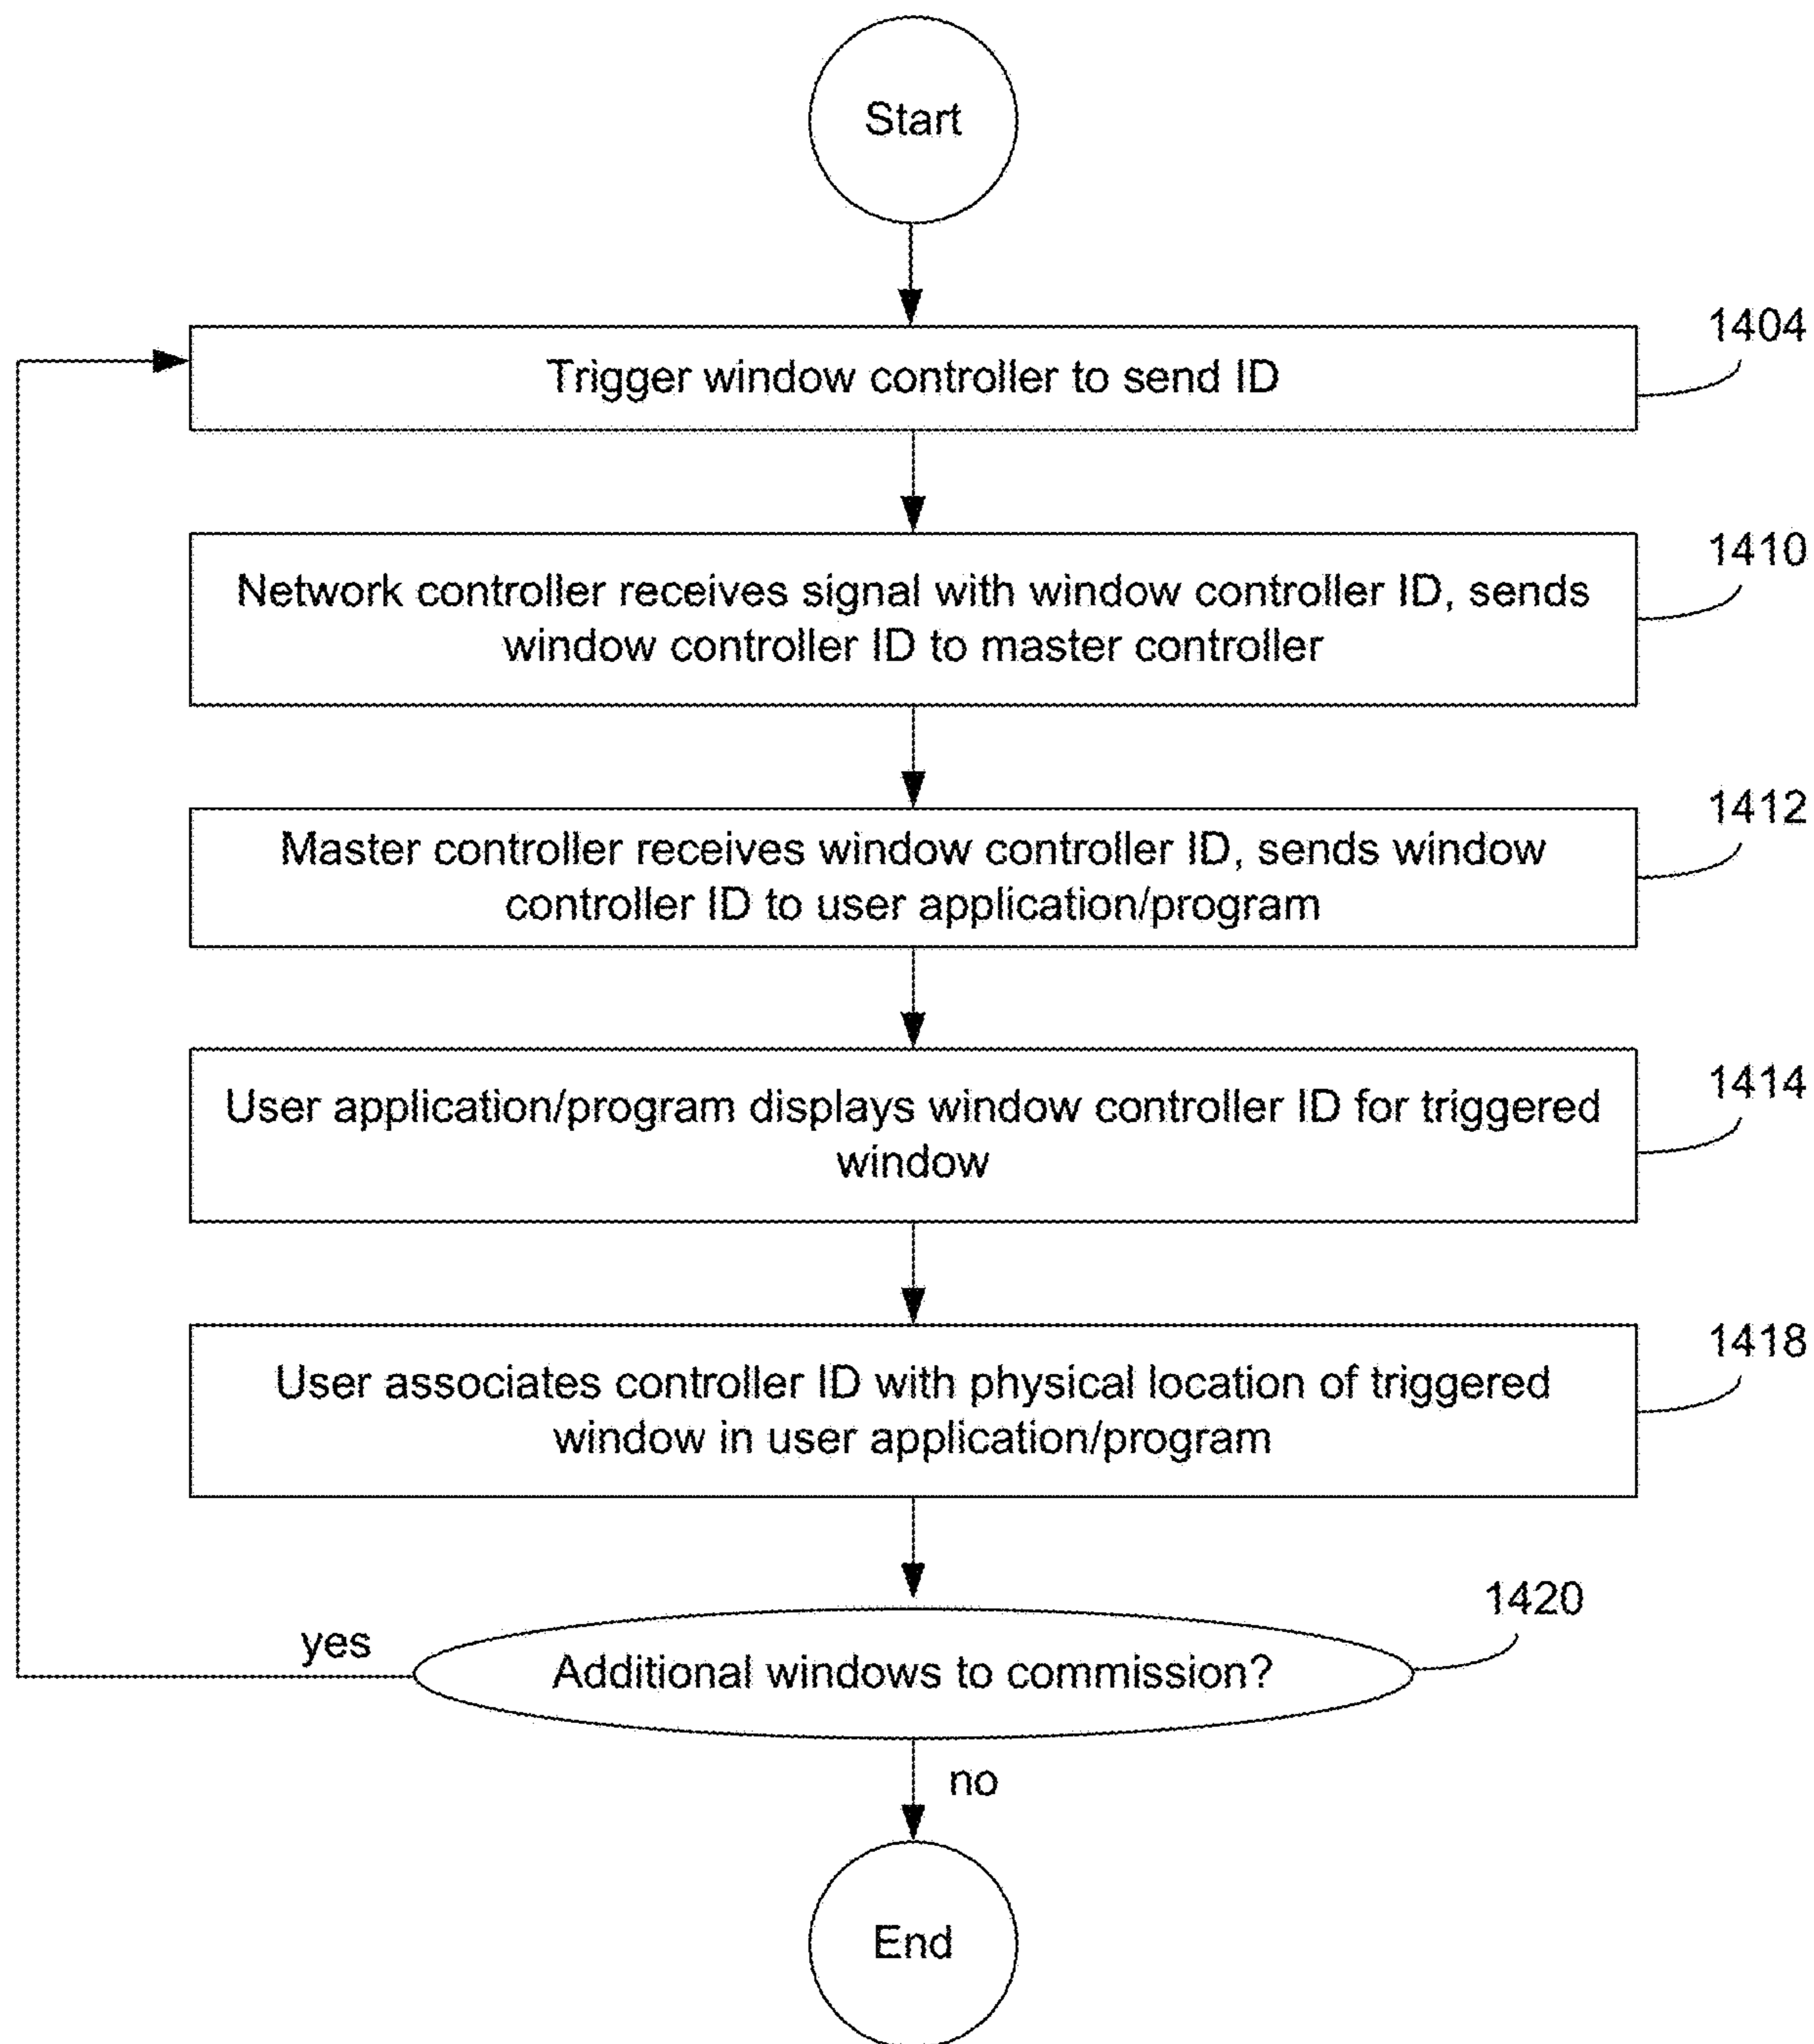 Start
1404
Trigger window controller to send ID
1410
Network controller receives signal with window controller ID, sends
window controller ID to master controller
1412
Master controller receives window controller ID, sends window
controller ID to user application/program
1414
User application/program displays window controller ID for triggered
window
1418
User associates controller ID with physical location of triggered
window in user application/program
1420
yes
Additional windows to commission?
no
End